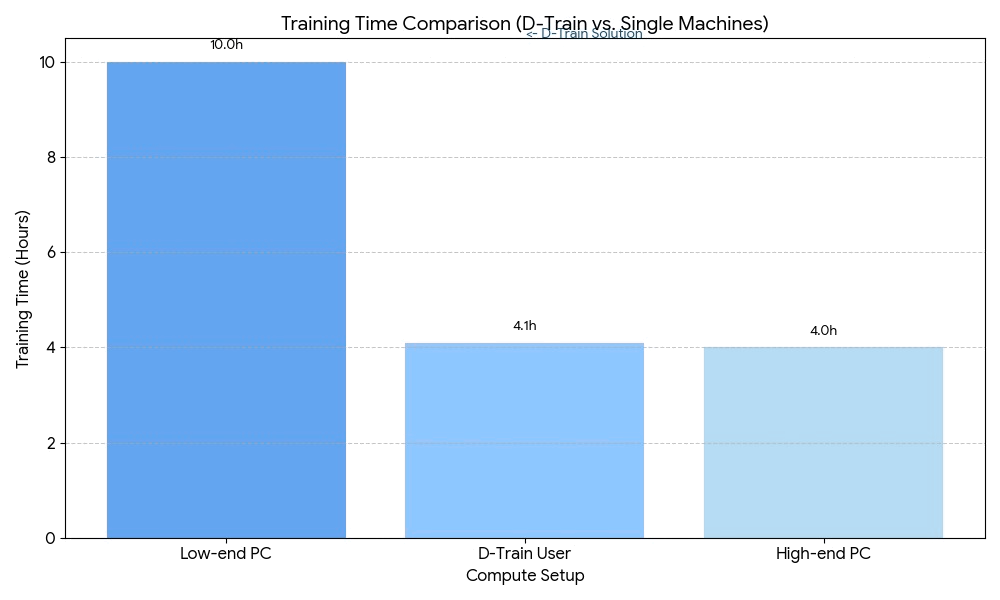 Training Time Comparison (D-Train vs. Single Machines)
<- D-Train Solution
10.0h
4.1h
4.0h
10
8
6
4
2
0
Training Time (Hours)
Low-end PC
D-Train User
High-end PC
Compute Setup